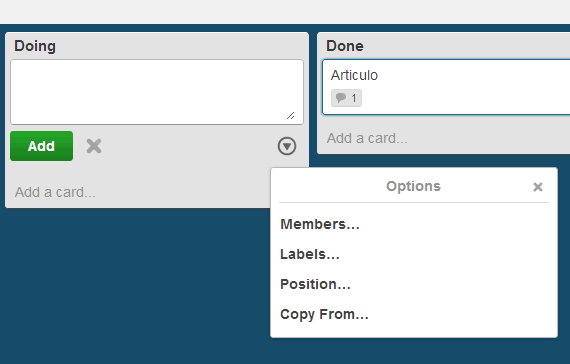 Doing
Add
Add a card...
Done
Articulo
1
Add a card...
Options
Members…
Labels…
Position…
Copy From…